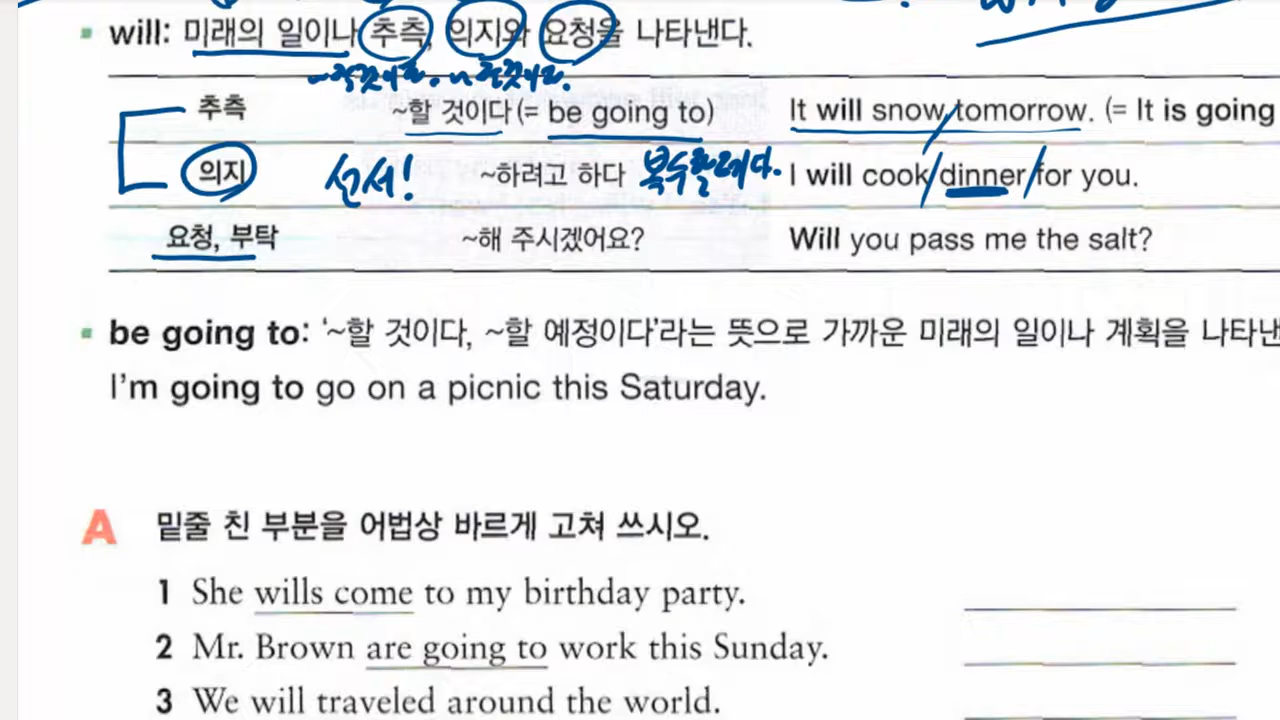 will: 미래의 일이나 추측, 의지와 요청을 나타낸다.
추측 ~할 것이다(= be going to) It will snow tomorrow. (= It is going
의지 선서! ~하려고 하다 복수할테다. I will cook dinner for you.
요청, 부탁 ~해 주시겠어요? Will you pass me the salt?
be going to: '~할 것이다, ~할 예정이다'라는 뜻으로 가까운 미래의 일이나 계획을 나타낸
I'm going to go on a picnic this Saturday.
A 밑줄 친 부분을 어법상 바르게 고쳐 쓰시오.
1 She wills come to my birthday party.
2 Mr. Brown are going to work this Sunday.
3 We will traveled around the world.